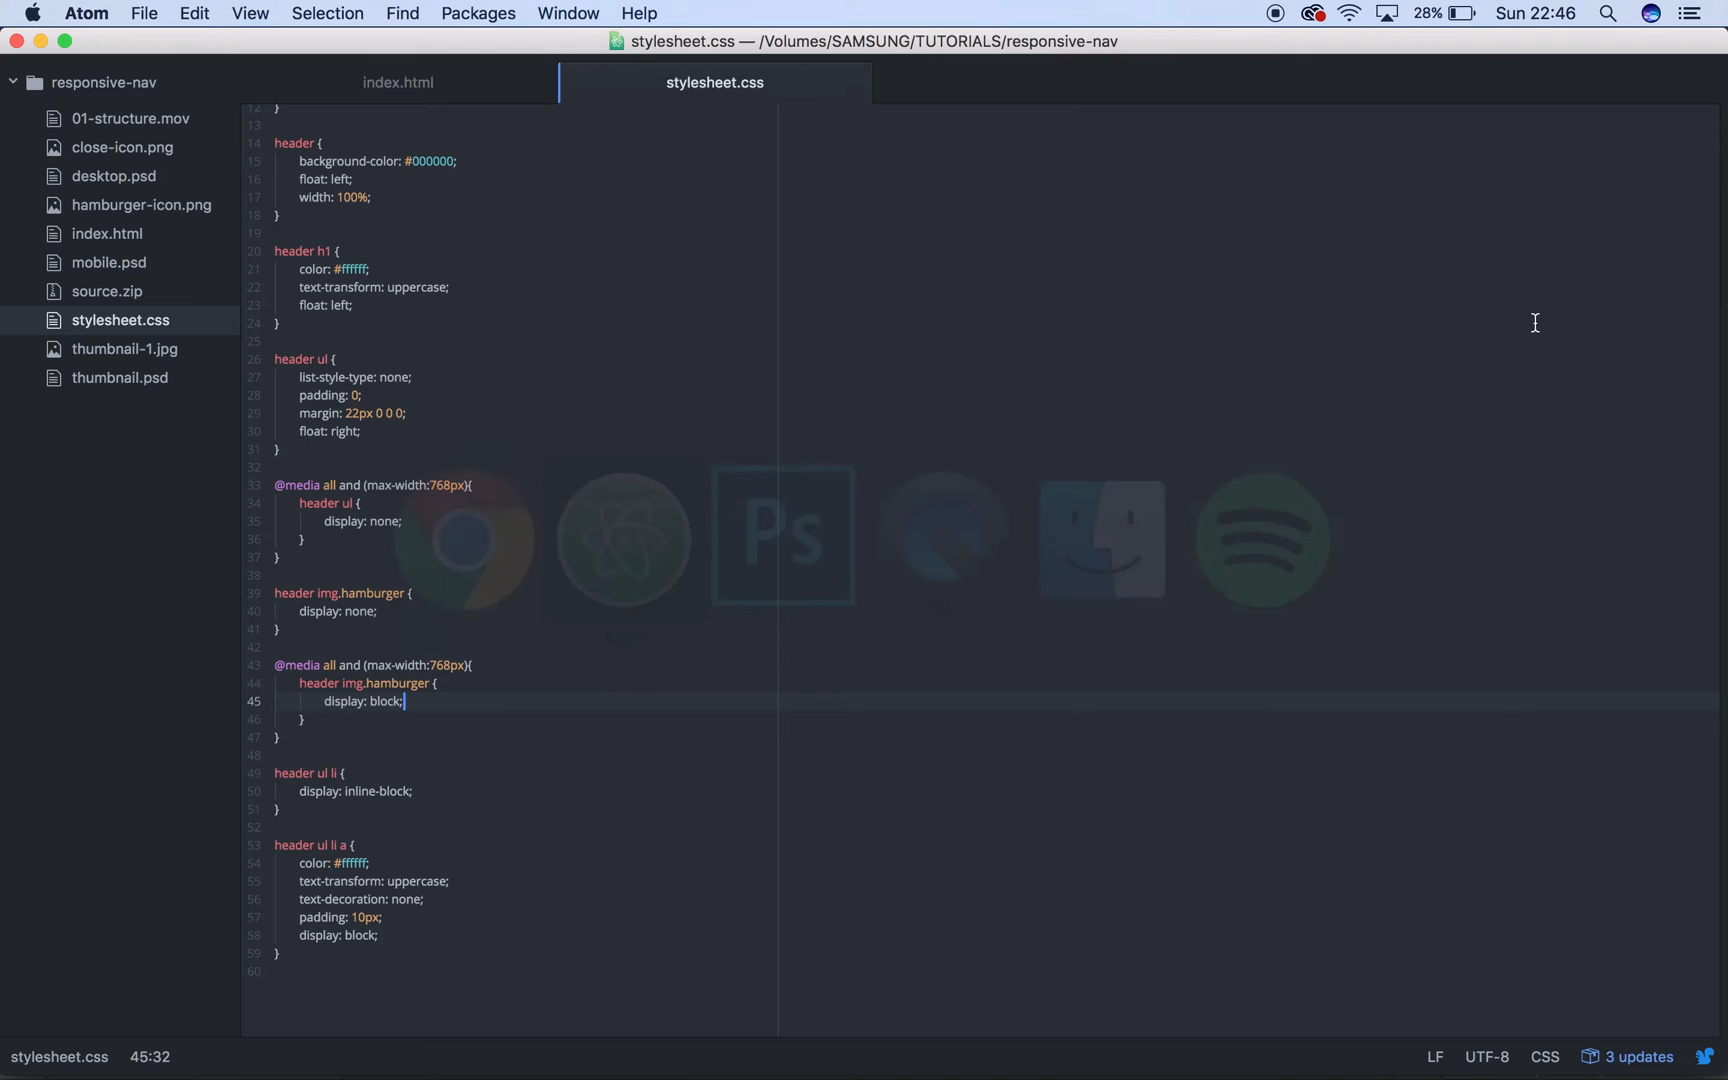 Atom File Edit View Selection Find Packages Window Help 28% Sun 22:46
stylesheet.css — /Volumes/SAMSUNG/TUTORIALS/responsive-nav
responsive-nav
01-structure.mov
close-icon.png
desktop.psd
hamburger-icon.png
index.html
mobile.psd
source.zip
stylesheet.css
thumbnail-1.jpg
thumbnail.psd
index.html stylesheet.css
12 }
13
14 header {
15 background-color: #000000;
16 float: left;
17 width: 100%;
18 }
19
20 header h1 {
21 color: #ffffff;
22 text-transform: uppercase;
23 float: left;
24 }
25
26 header ul {
27 list-style-type: none;
28 padding: 0;
29 margin: 22px 0 0 0;
30 float: right;
31 }
32
33 @media all and (max-width:768px){
34 header ul {
35 display: none;
36 }
37 }
38
39 header img.hamburger {
40 display: none;
41 }
42
43 @media all and (max-width:768px){
44 header img.hamburger {
45 display: block;
46 }
47 }
48
49 header ul li {
50 display: inline-block;
51 }
52
53 header ul li a {
54 color: #ffffff;
55 text-transform: uppercase;
56 text-decoration: none;
57 padding: 10px;
58 display: block;
59 }
60
Ps
Atom
stylesheet.css 45:32 LF UTF-8 CSS 3 updates